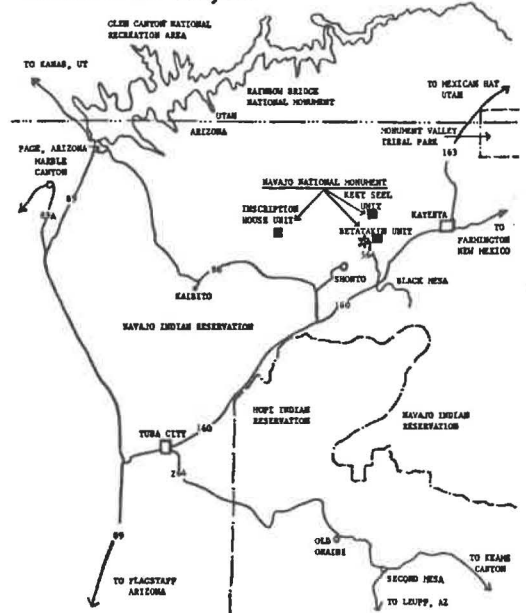 GLEN CANYON NATIONAL
RECREATION AREA
TO KANAB, UT
RAINBOW BRIDGE
NATIONAL MONUMENT
TO MEXICAN HAT
UTAH
UTAH
ARIZONA
MONUMENT VALLEY
TRIBAL PARK
163
PAGE, ARIZONA
MARBLE
CANYON
89
89A
NAVAJO NATIONAL MONUMENT
KEET SEEL
UNIT
INSCRIPTION
HOUSE UNIT
BETATAKIN UNIT
564
KAYENTA
TO
FARMINGTON
NEW MEXICO
SHONTO
BLACK MESA
98
KAIBITO
160
NAVAJO INDIAN RESERVATION
HOPI INDIAN
RESERVATION
NAVAJO INDIAN
RESERVATION
TUBA CITY
160
264
89
OLD
ORAIBI
TO KEAMS
CANYON
TO FLAGSTAFF
ARIZONA
SECOND MESA
TO LEUPP, AZ